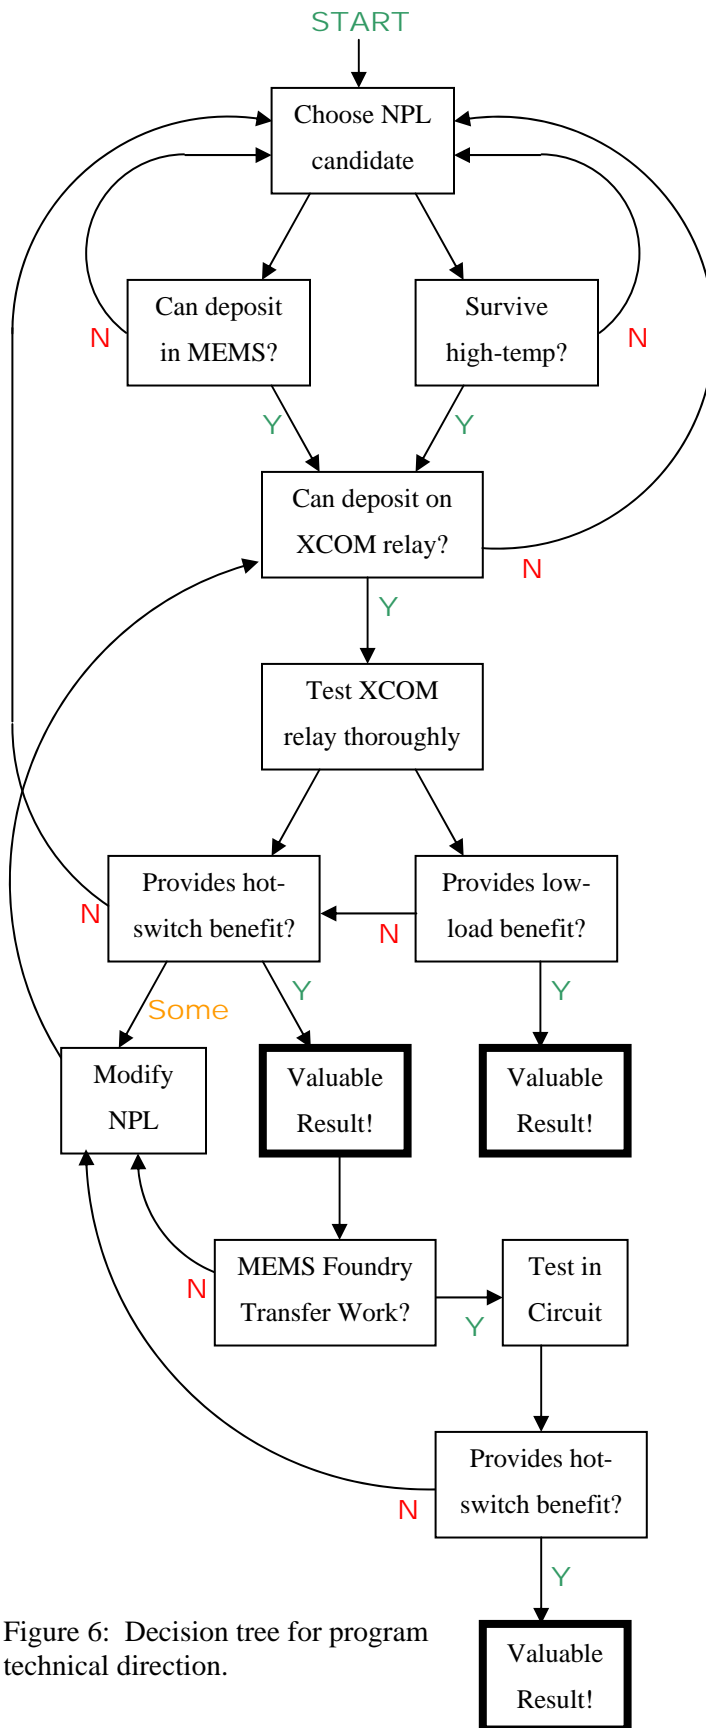 START
Choose NPL
candidate
Can deposit
in MEMS?
Survive
high-temp?
N
N
Y
Y
Can deposit on
XCOM relay?
N
Y
Test XCOM
relay thoroughly
Provides hot-
switch benefit?
Provides low-
load benefit?
N
N
Some
Y
Y
Modify
NPL
Valuable
Result!
Valuable
Result!
MEMS Foundry
Transfer Work?
Test in
Circuit
N
Y
Provides hot-
switch benefit?
N
Y
Figure 6: Decision tree for program
technical direction.
Valuable
Result!